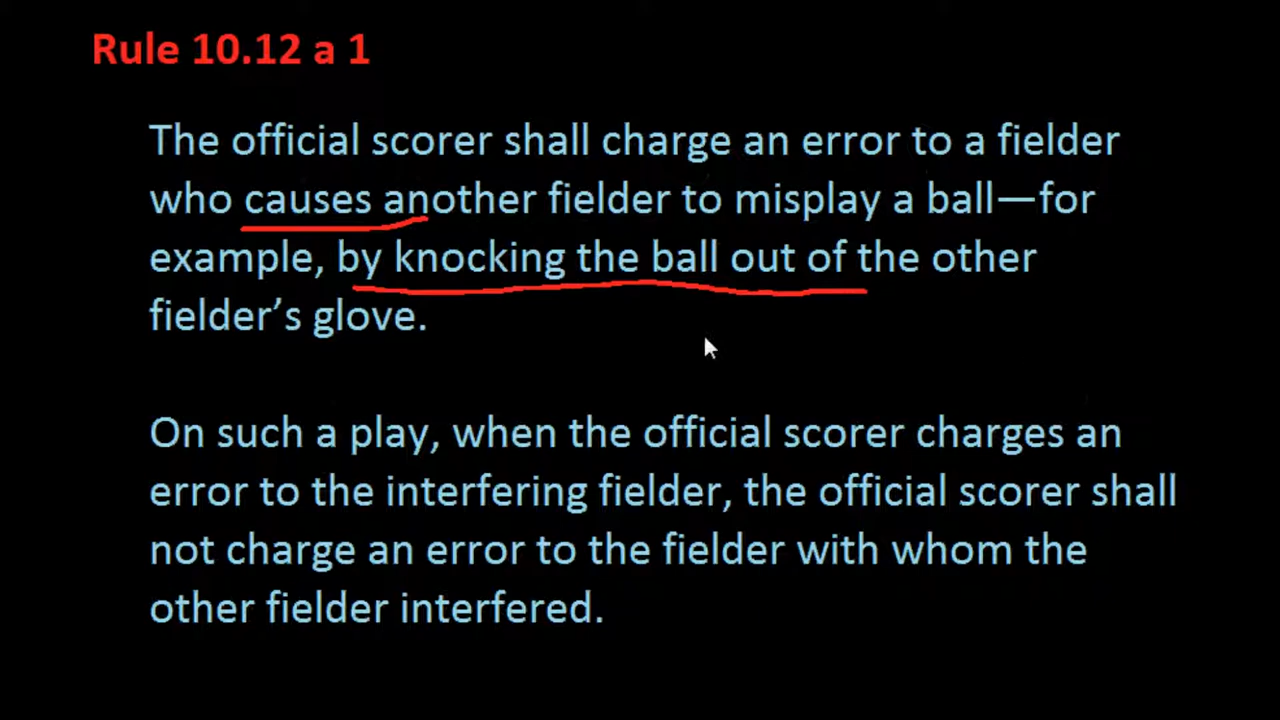 Rule 10.12 a 1
The official scorer shall charge an error to a fielder
who causes another fielder to misplay a ball—for
example, by knocking the ball out of the other
fielder's glove.
On such a play, when the official scorer charges an
error to the interfering fielder, the official scorer shall
not charge an error to the fielder with whom the
other fielder interfered.